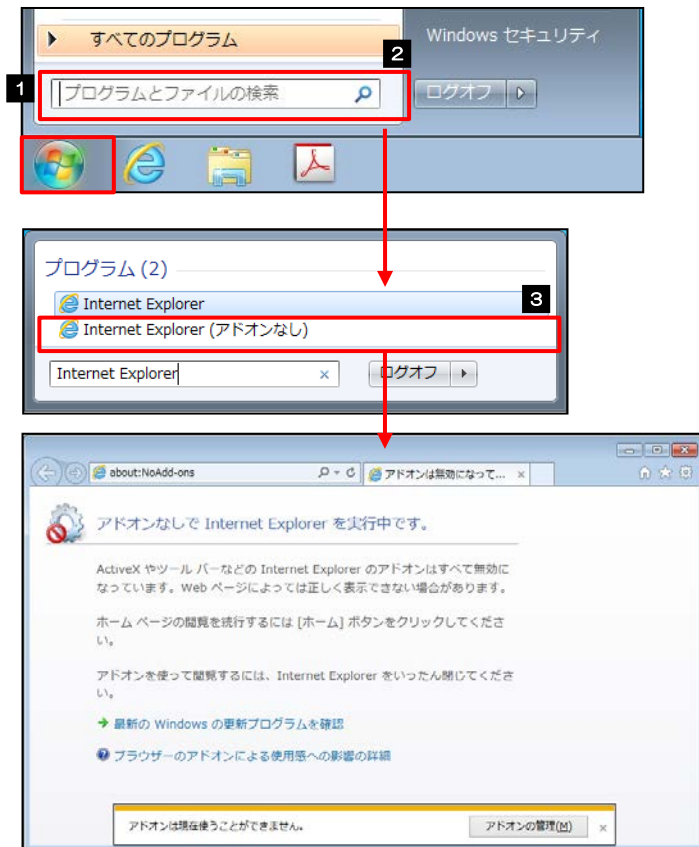 すべてのプログラム
Windows セキュリティ
2
1
プログラムとファイルの検索
ログオフ
プログラム (2)
Internet Explorer
3
Internet Explorer (アドオンなし)
Internet Explorer
×
ログオフ
about:NoAdd-ons
アドオンは無効になって...
×
アドオンなしで Internet Explorer を実行中です。
ActiveX やツール バーなどの Internet Explorer のアドオンはすべて無効に
なっています。Web ページによっては正しく表示できない場合があります。
ホーム ページの閲覧を続行するには [ホーム] ボタンをクリックしてくださ
い。
アドオンを使って閲覧するには、Internet Explorer をいったん閉じてくださ
い。
最新の Windows の更新プログラムを確認
ブラウザーのアドオンによる使用感への影響の詳細
アドオンは現在使うことができません。
アドオンの管理(M)
×